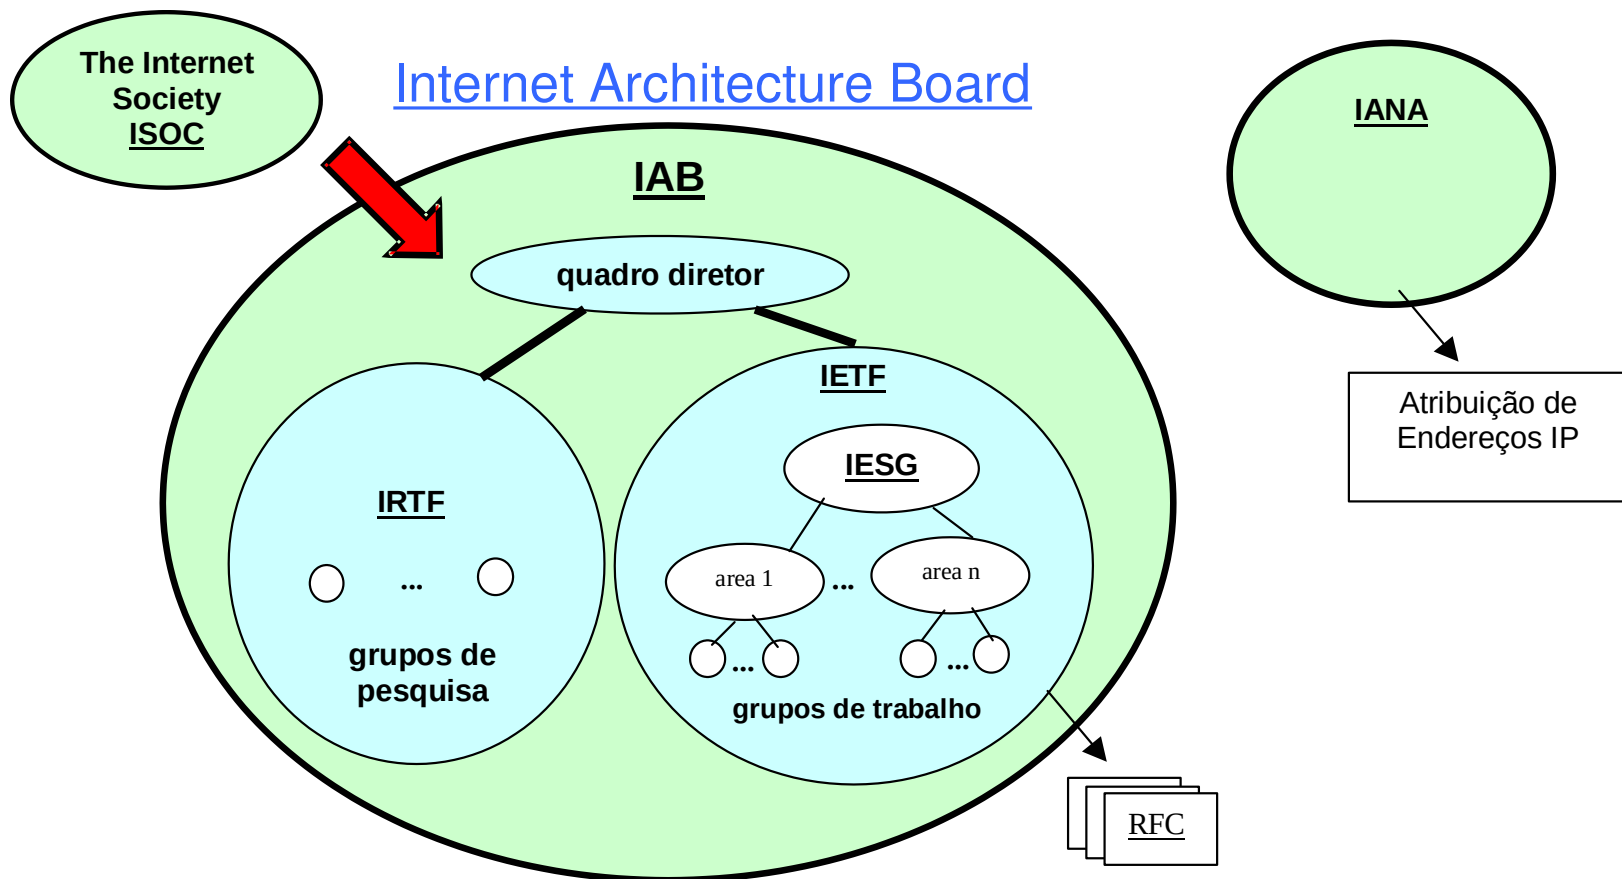 The Internet
Society
ISOC
Internet Architecture Board
IANA
IAB
quadro diretor
IETF
Atribuição de
Endereços IP
IESG
IRTF
area 1
...
area n
...
grupos de
pesquisa
...
...
grupos de trabalho
RFC